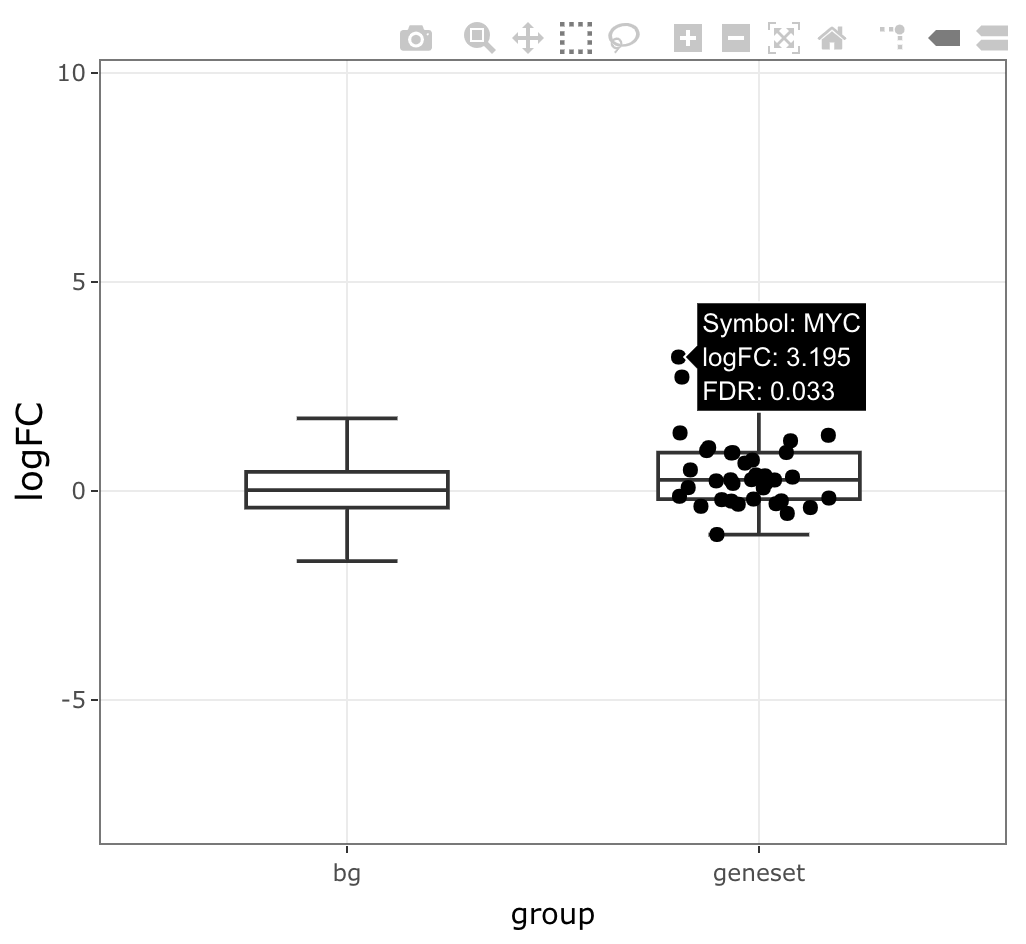 10
5
0
-5
logFC
Symbol: MYC
logFC: 3.195
FDR: 0.033
bg
geneset
group